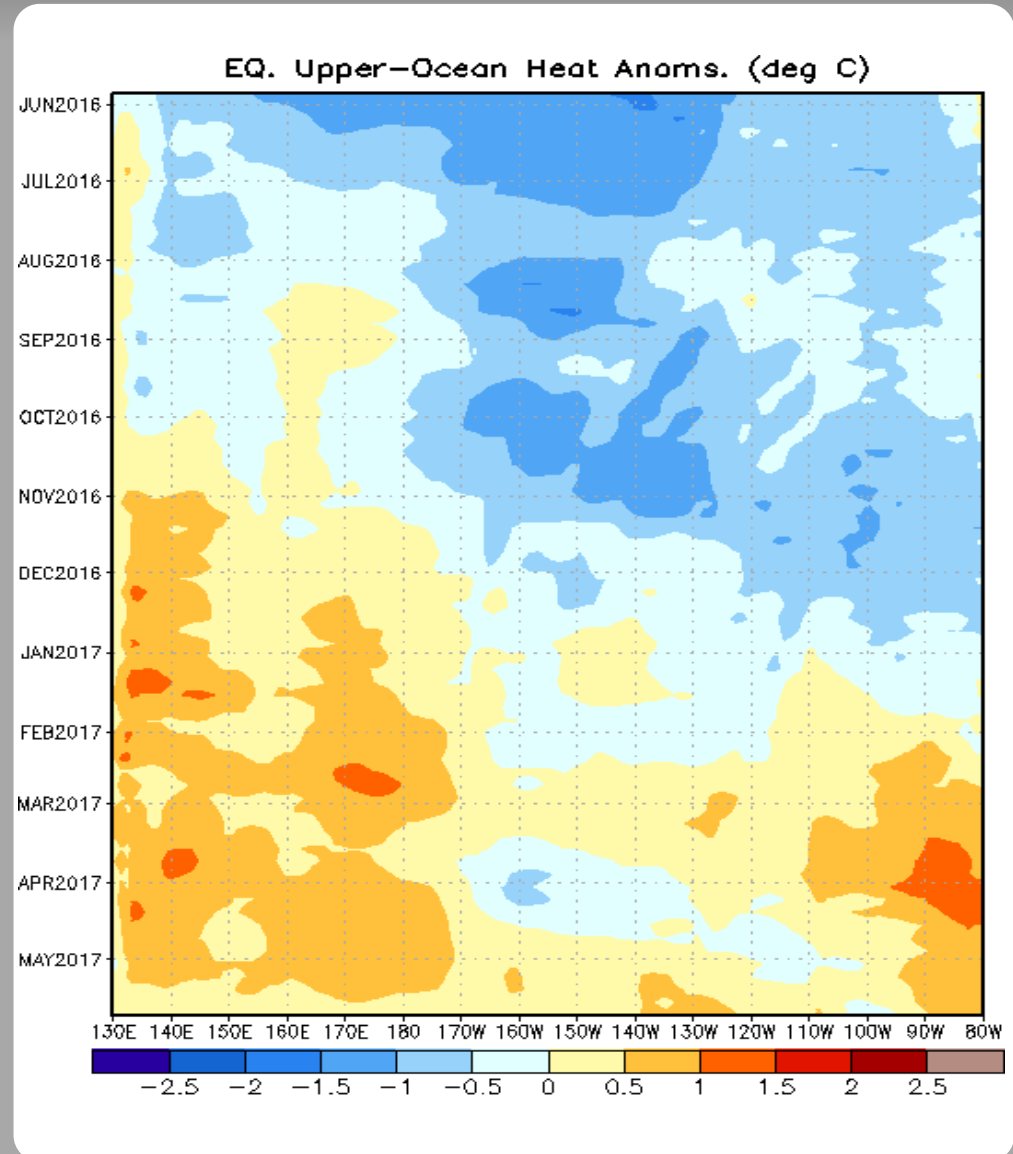 EQ. Upper-Ocean Heat Anoms. (deg C)
JUN2016
JUL2016
AUG2016
SEP2016
OCT2016
NOV2016
DEC2016
JAN2017
FEB2017
MAR2017
APR2017
MAY2017
130E 140E 150E 160E 170E 180 170W 160W 150W 140W 130W 120W 110W 100W 90W 80W
-2.5 -2 -1.5 -1 -0.5 0 0.5 1 1.5 2 2.5